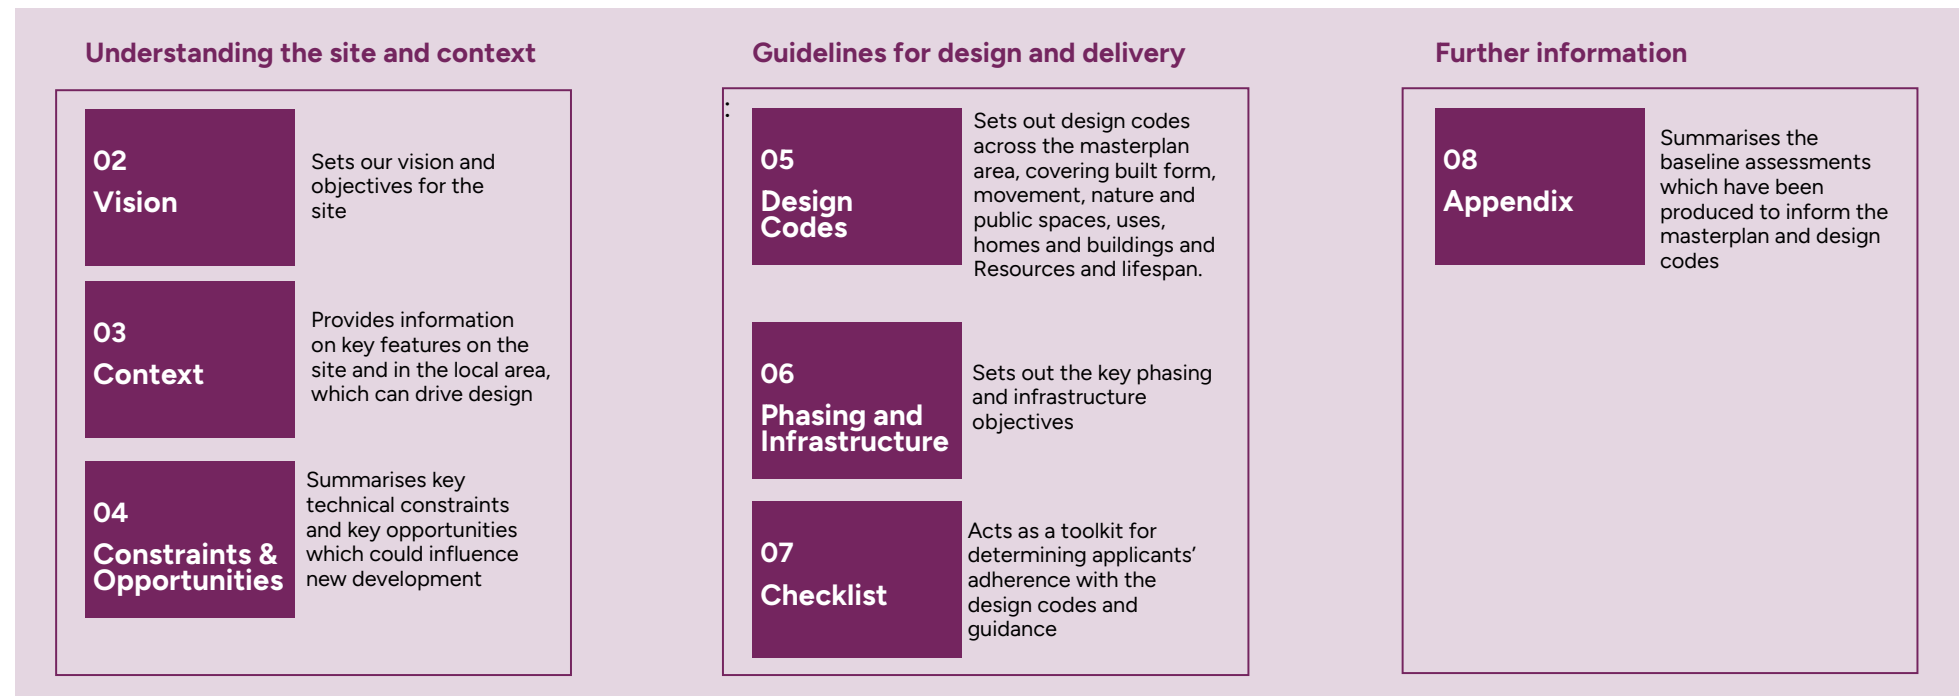 Understanding the site and context
02
Vision
Sets our vision and
objectives for the
site
03
Context
Provides information
on key features on the
site and in the local area,
which can drive design
04
Constraints &
Opportunities
Summarises key
technical constraints
and key opportunities
which could influence
new development
Guidelines for design and delivery
:
05
Design
Codes
Sets out design codes
across the masterplan
area, covering built form,
movement, nature and
public spaces, uses,
homes and buildings and
Resources and lifespan.
06
Phasing and
Infrastructure
Sets out the key phasing
and infrastructure
objectives
07
Checklist
Acts as a toolkit for
determining applicants’
adherence with the
design codes and
guidance
Further information
08
Appendix
Summarises the
baseline assessments
which have been
produced to inform the
masterplan and design
codes